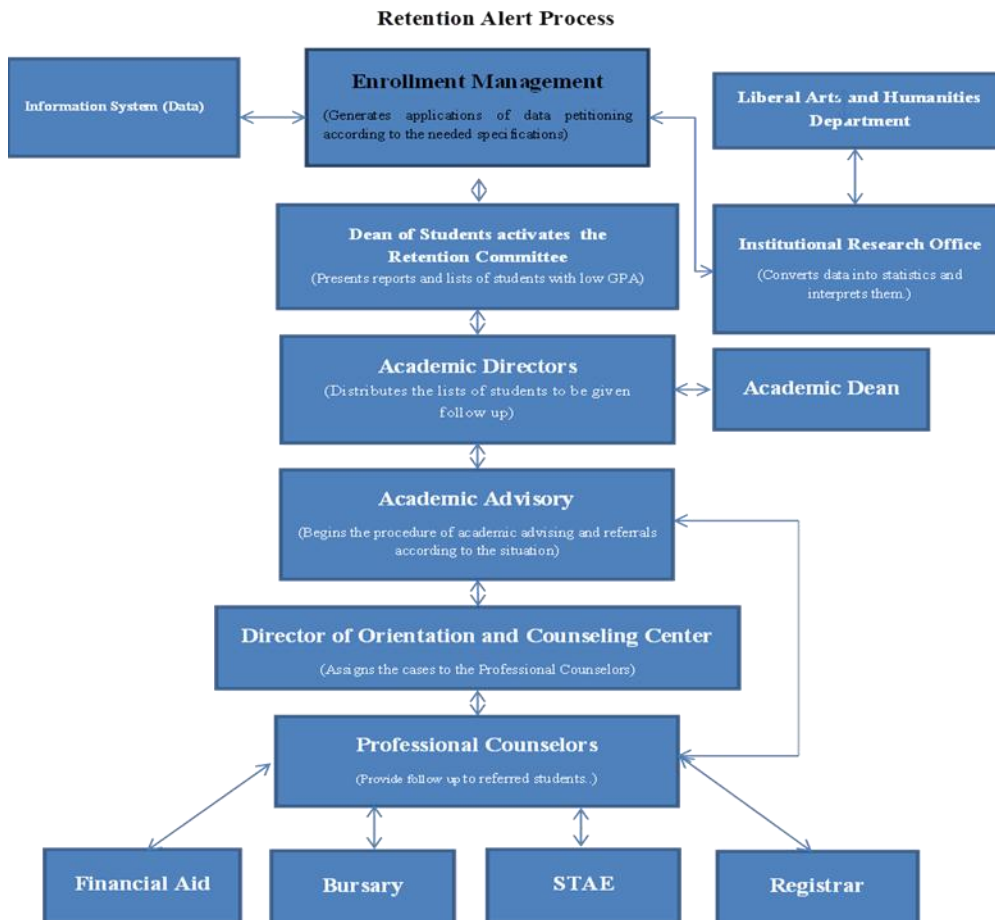 Retention Alert Process
Information System (Data)
Enrollment Management
(Generates applications of data petitioning
according to the needed specifications)
Liberal Arts and Humanities
Department
Dean of Students activates the
Retention Committee
(Presents reports and lists of students with low GPA)
Institutional Research Office
(Converts data into statistics and
interprets them.)
Academic Directors
(Distributes the lists of students to be given
follow up)
Academic Dean
Academic Advisory
(Begins the procedure of academic advising and referrals
according to the situation)
Director of Orientation and Counseling Center
(Assigns the cases to the Professional Counselors)
Professional Counselors
(Provide follow up to referred students..)
Financial Aid
Bursary
STAE
Registrar